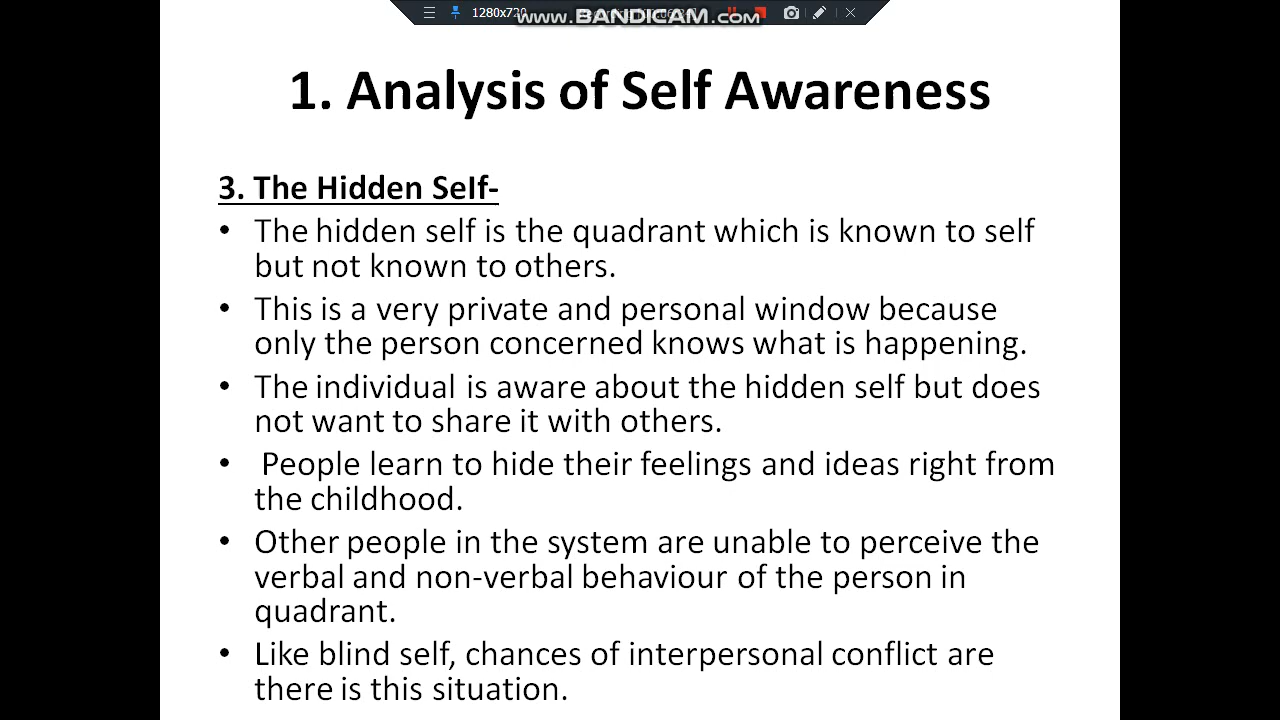 1280x720
www.BANDICAM.com
1. Analysis of Self Awareness
3. The Hidden Self-
• The hidden self is the quadrant which is known to self
but not known to others.
• This is a very private and personal window because
only the person concerned knows what is happening.
• The individual is aware about the hidden self but does
not want to share it with others.
• People learn to hide their feelings and ideas right from
the childhood.
• Other people in the system are unable to perceive the
verbal and non-verbal behaviour of the person in
quadrant.
• Like blind self, chances of interpersonal conflict are
there is this situation.